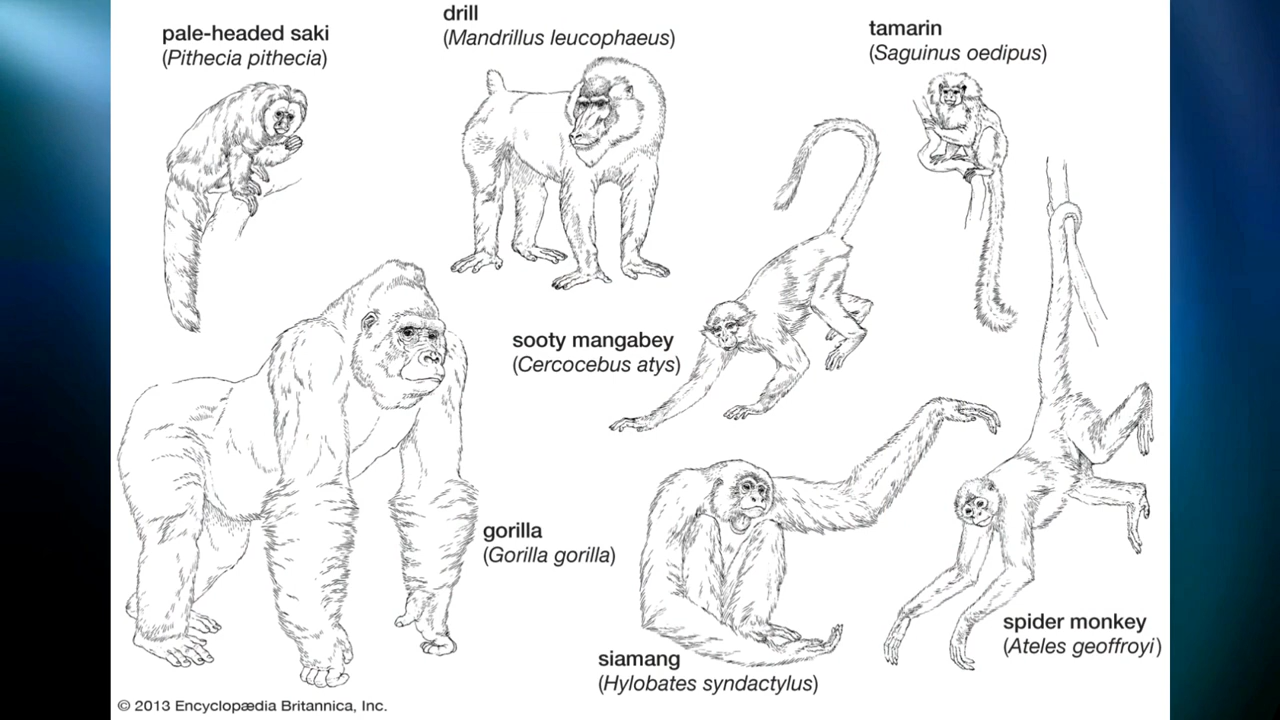 pale-headed saki
(Pithecia pithecia)
drill
(Mandrillus leucophaeus)
tamarin
(Saguinus oedipus)
sooty mangabey
(Cercocebus atys)
gorilla
(Gorilla gorilla)
siamang
(Hylobates syndactylus)
spider monkey
(Ateles geoffroyi)
© 2013 Encyclopædia Britannica, Inc.